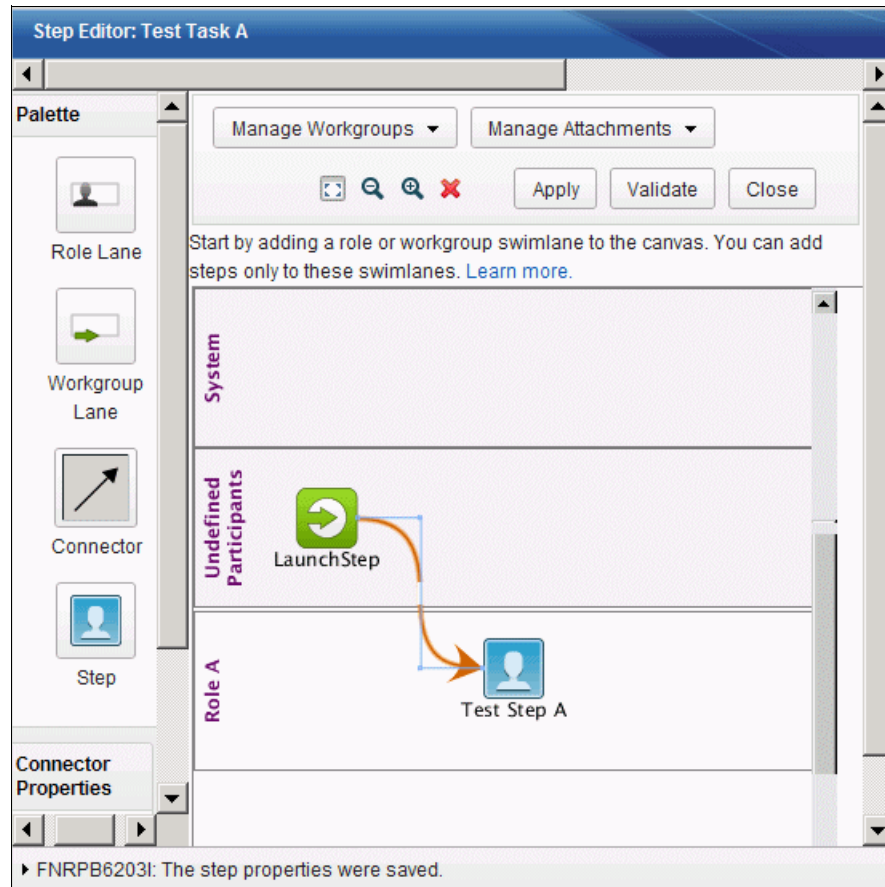 Step Editor: Test Task A
Palette
Role Lane
Workgroup
Lane
Connector
Step
Connector
Properties
Manage Workgroups
Manage Attachments
Apply
Validate
Close
Start by adding a role or workgroup swimlane to the canvas. You can add
steps only to these swimlanes. Learn more.
System
Undefined
Participants
LaunchStep
Role A
Test Step A
FNRPB6203I: The step properties were saved.